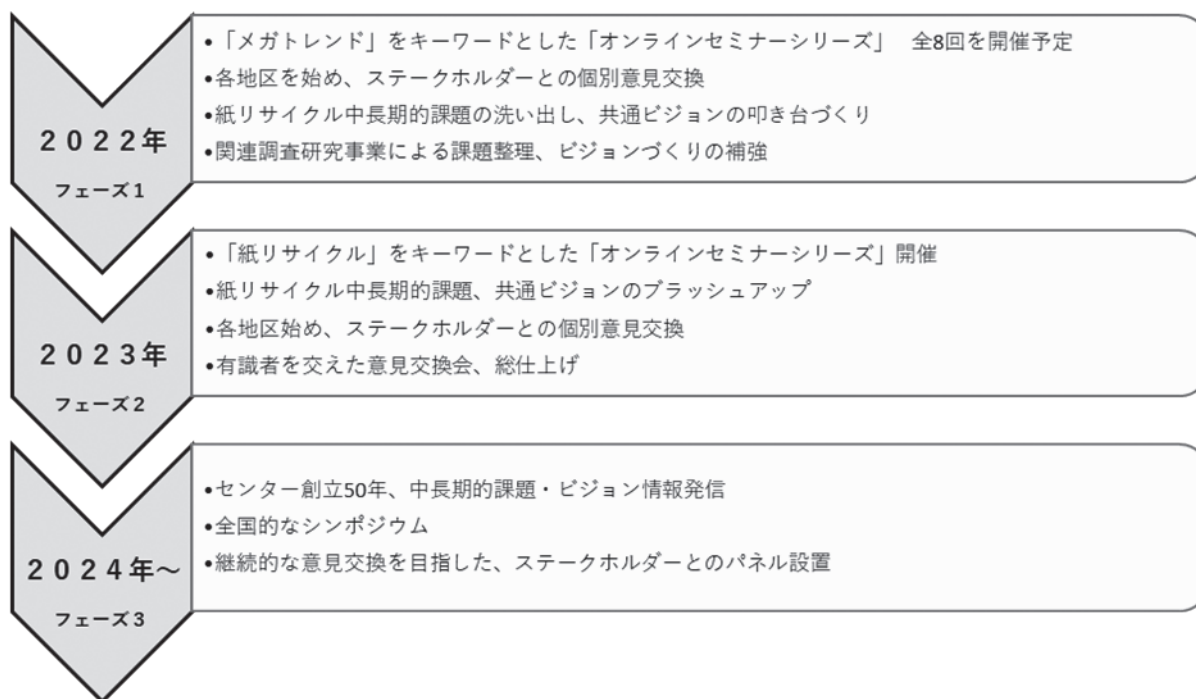 ２０２２年
フェーズ１
•「メガトレンド」をキーワードとした「オンラインセミナーシリーズ」　全8回を開催予定
•各地区を始め、ステークホルダーとの個別意見交換
•紙リサイクル中長期的課題の洗い出し、共通ビジョンの叩き台づくり
•関連調査研究事業による課題整理、ビジョンづくりの補強
２０２３年
フェーズ２
•「紙リサイクル」をキーワードとした「オンラインセミナーシリーズ」開催
•紙リサイクル中長期的課題、共通ビジョンのブラッシュアップ
•各地区始め、ステークホルダーとの個別意見交換
•有識者を交えた意見交換会、総仕上げ
２０２４年～
フェーズ３
•センター創立50年、中長期的課題・ビジョン情報発信
•全国的なシンポジウム
•継続的な意見交換を目指した、ステークホルダーとのパネル設置